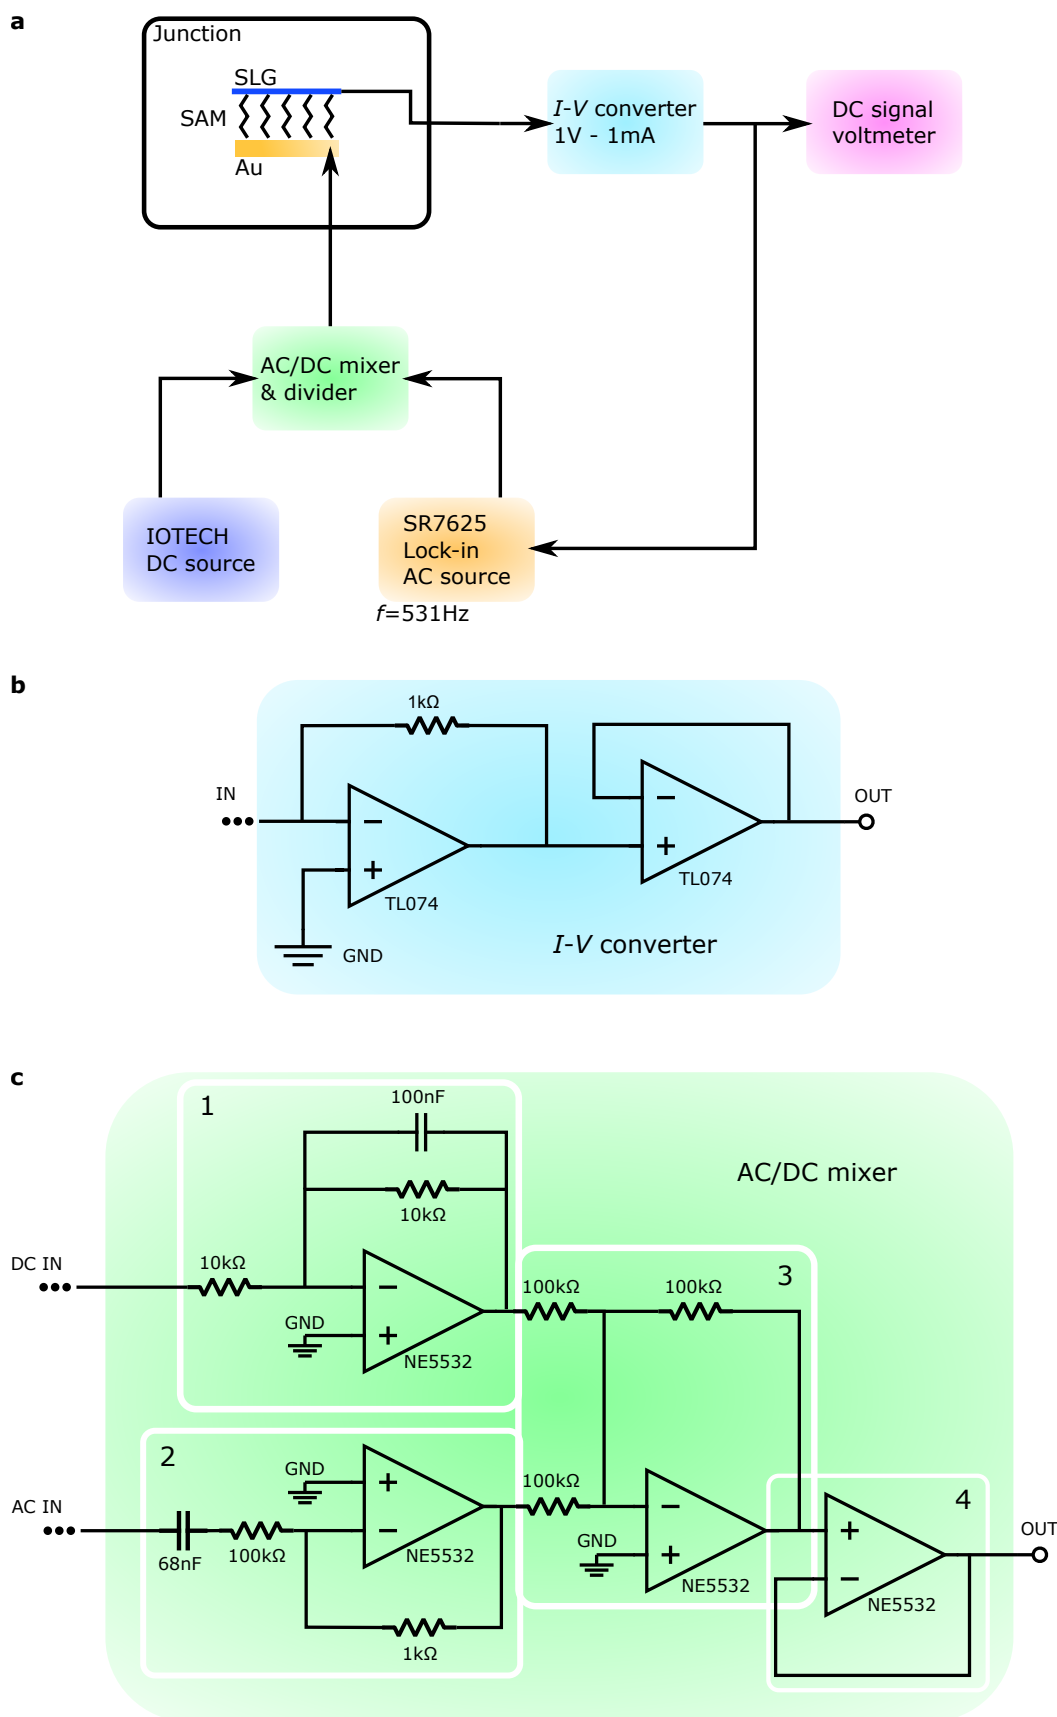 a
Junction
SLG
SAM
Au
I-V converter
1V - 1mA
DC signal
voltmeter
AC/DC mixer
& divider
IOTECH
DC source
SR7625
Lock-in
AC source
f=531Hz
b
1kΩ
IN
OUT
−
+
TL074
−
+
TL074
GND
I-V converter
c
1
100nF
AC/DC mixer
10kΩ
DC IN
10kΩ
−
GND
+
NE5532
3
100kΩ
100kΩ
2
GND
+
AC IN
−
68nF
100kΩ
NE5532
1kΩ
100kΩ
−
GND
+
NE5532
4
+
−
NE5532
OUT